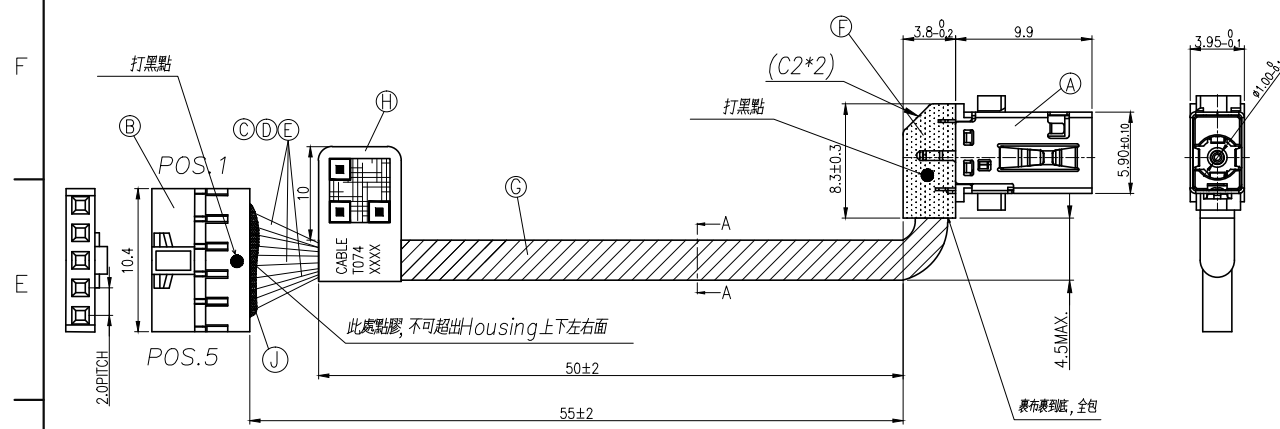 F
E
打黑點
B
C D E
H
POS.1
10
10.4
CABLE
T074
XXXX
POS.5
J
2.0PITCH
此處點膠, 不可超出Housing上下左右面
G
A
A
50±2
55±2
F
(C2*2)
打黑點
3.8-0/0.2
9.9
A
8.3±0.3
5.90±0.10
4.5MAX.
裹布裹到底, 全包
3.95-0/0.1